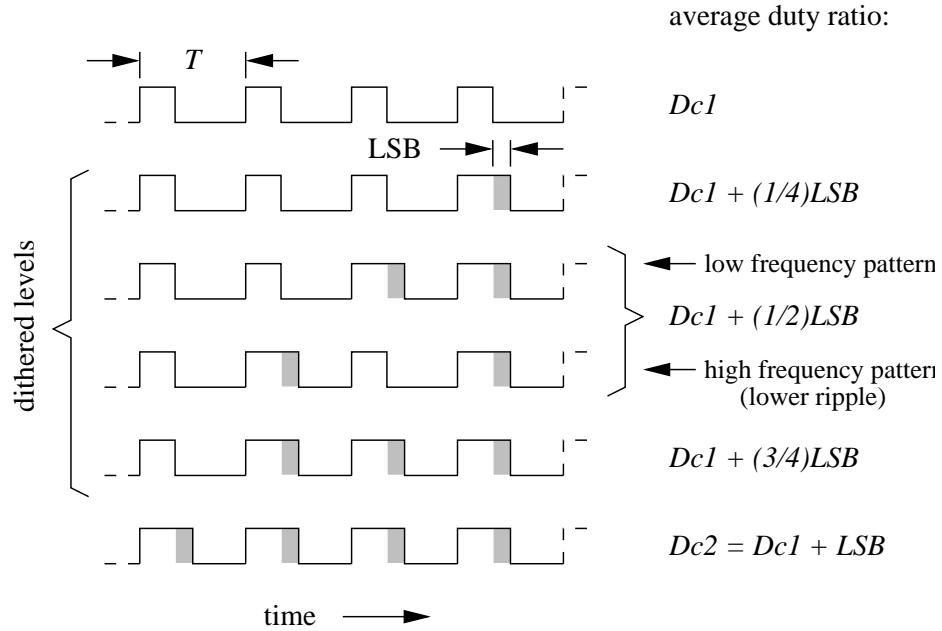 average duty ratio:
T
Dc1
LSB
Dc1 + (1/4)LSB
dithered levels
low frequency pattern
Dc1 + (1/2)LSB
high frequency pattern
(lower ripple)
Dc1 + (3/4)LSB
Dc2 = Dc1 + LSB
time